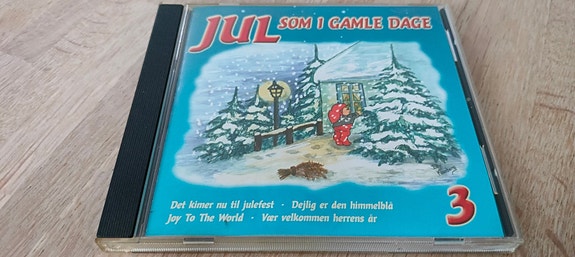 JUL SOM I GAMLE DAGE
Det kimer nu til julefest · Dejlig er den himmelblå
Joy To The World · Vær velkommen herrens år
3